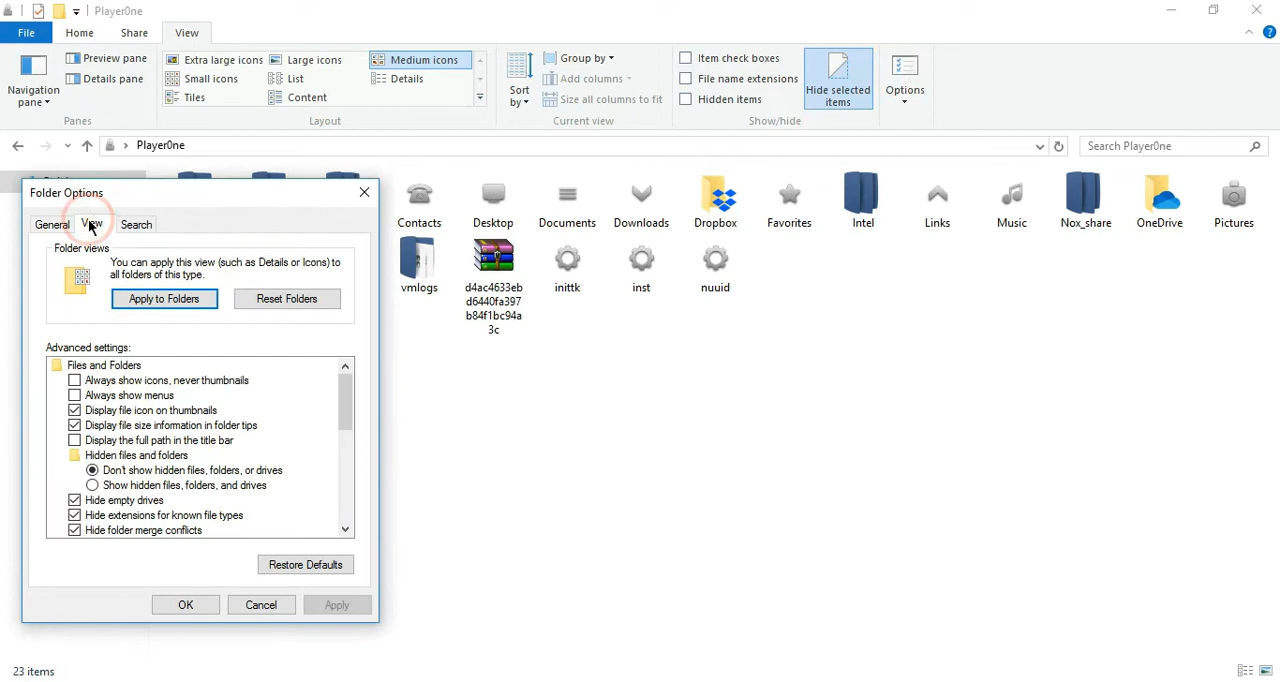 PlayerOne
File Home Share View
Navigation pane
Preview pane
Details pane
Panes
Extra large icons Large icons Medium icons
Small icons List Details
Tiles Content
Layout
Sort by
Group by
Add columns
Size all columns to fit
Current view
Item check boxes
File name extensions
Hidden items
Hide selected
items
Show/hide
Options
PlayerOne
Search PlayerOne
Folder Options
General View Search
Folder views
You can apply this view (such as Details or Icons) to
all folders of this type.
Apply to Folders Reset Folders
Advanced settings:
Files and Folders
Always show icons, never thumbnails
Always show menus
Display file icon on thumbnails
Display file size information in folder tips
Display the full path in the title bar
Hidden files and folders
Don't show hidden files, folders, or drives
Show hidden files, folders, and drives
Hide empty drives
Hide extensions for known file types
Hide folder merge conflicts
Restore Defaults
OK Cancel Apply
Contacts Desktop Documents Downloads Dropbox Favorites Intel Links Music Nox_share OneDrive Pictures
vmlogs d4ac4633eb inittk inst nuuid
d6440fa397
b84f1bc94a
3c
23 items